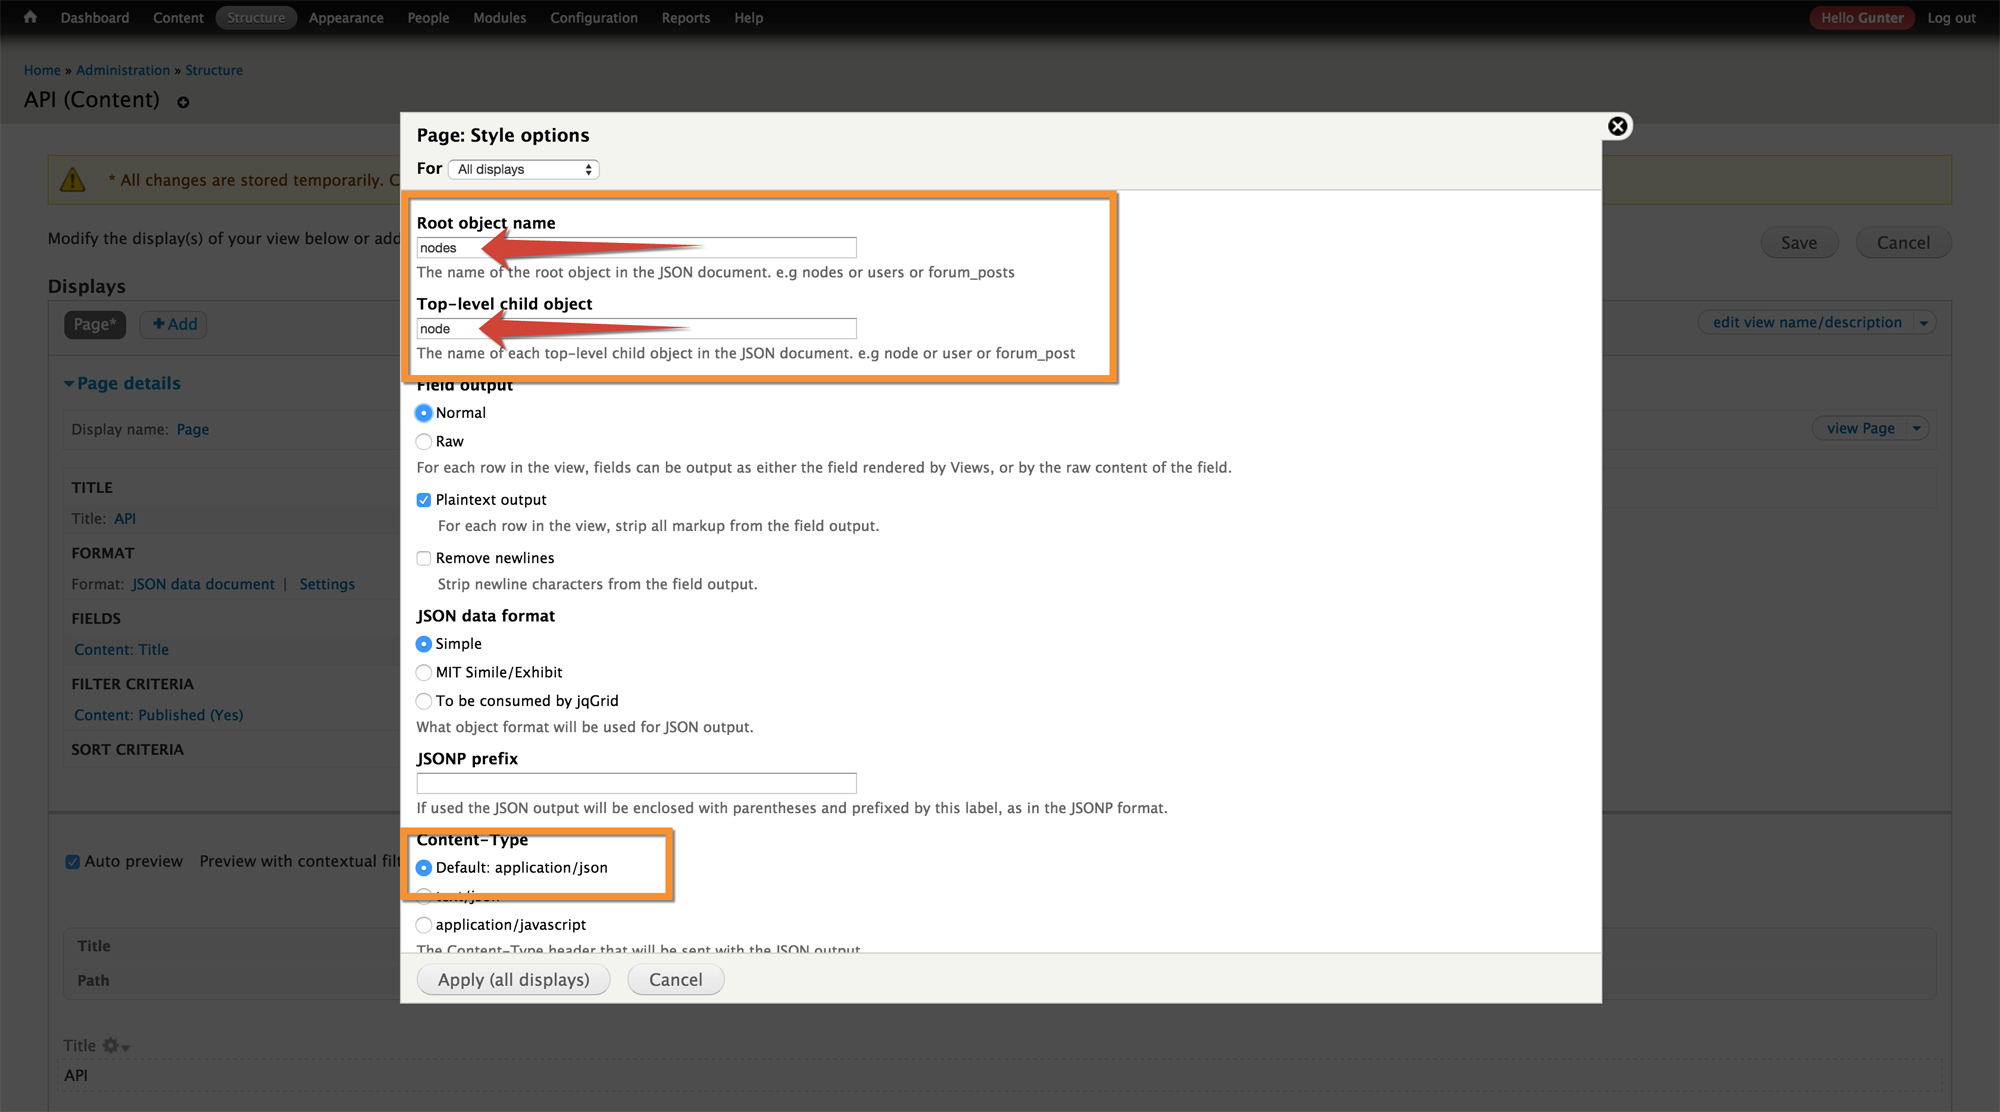 Dashboard Content Structure Appearance People Modules Configuration Reports Help Hello Gunter Log out
Home » Administration » Structure
API (Content)
* All changes are stored temporarily. C
Modify the display(s) of your view below or add
Save Cancel
Displays
Page* Add
edit view name/description
Page details
Display name: Page
view Page
TITLE
Title: API
FORMAT
Format: JSON data document | Settings
FIELDS
Content: Title
FILTER CRITERIA
Content: Published (Yes)
SORT CRITERIA
Auto preview Preview with contextual filt
Title
Path
Title
API
Page: Style options
For All displays
Root object name
nodes
The name of the root object in the JSON document. e.g nodes or users or forum_posts
Top-level child object
node
The name of each top-level child object in the JSON document. e.g node or user or forum_post
Field output
Normal
Raw
For each row in the view, fields can be output as either the field rendered by Views, or by the raw content of the field.
Plaintext output
For each row in the view, strip all markup from the field output.
Remove newlines
Strip newline characters from the field output.
JSON data format
Simple
MIT Simile/Exhibit
To be consumed by jqGrid
What object format will be used for JSON output.
JSONP prefix
If used the JSON output will be enclosed with parentheses and prefixed by this label, as in the JSONP format.
Content-Type
Default: application/json
text/json
application/javascript
The Content-Type header that will be sent with the JSON output.
Apply (all displays) Cancel